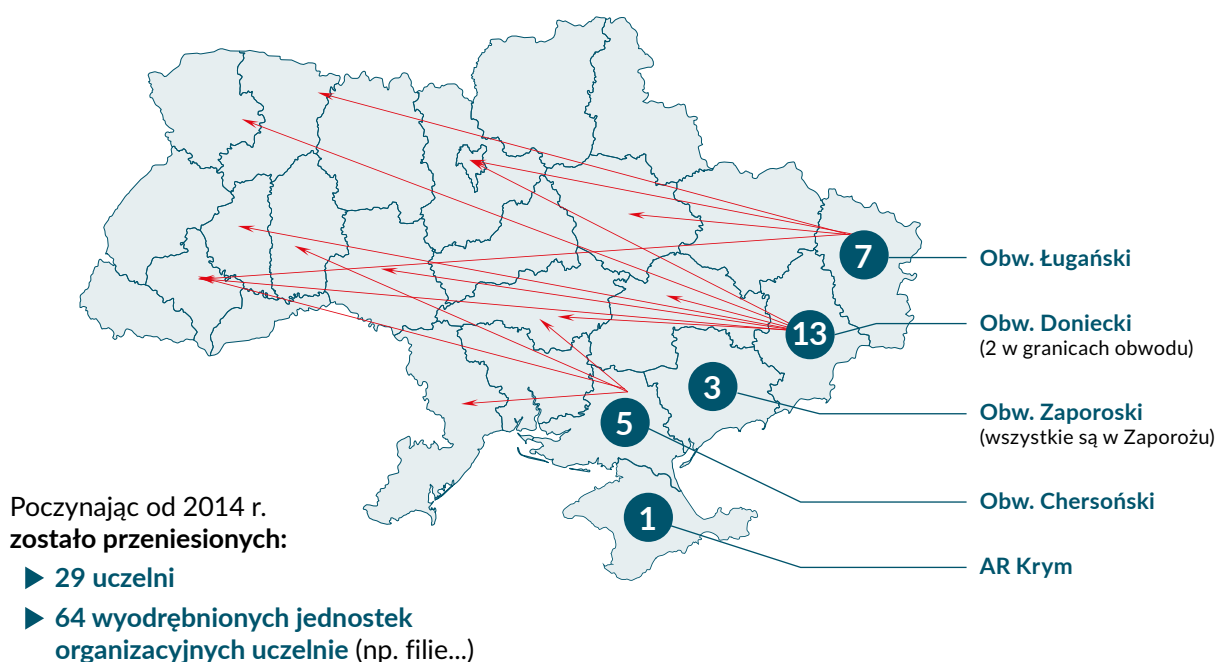 7
Obw. Ługański
13
Obw. Doniecki
(2 w granicach obwodu)
3
Obw. Zaporoski
(wszystkie są w Zaporożu)
5
Obw. Chersoński
1
AR Krym
Poczynając od 2014 r.
zostało przeniesionych:
29 uczelni
64 wyodrębnionych jednostek
organizacyjnych uczelnie (np. filie...)